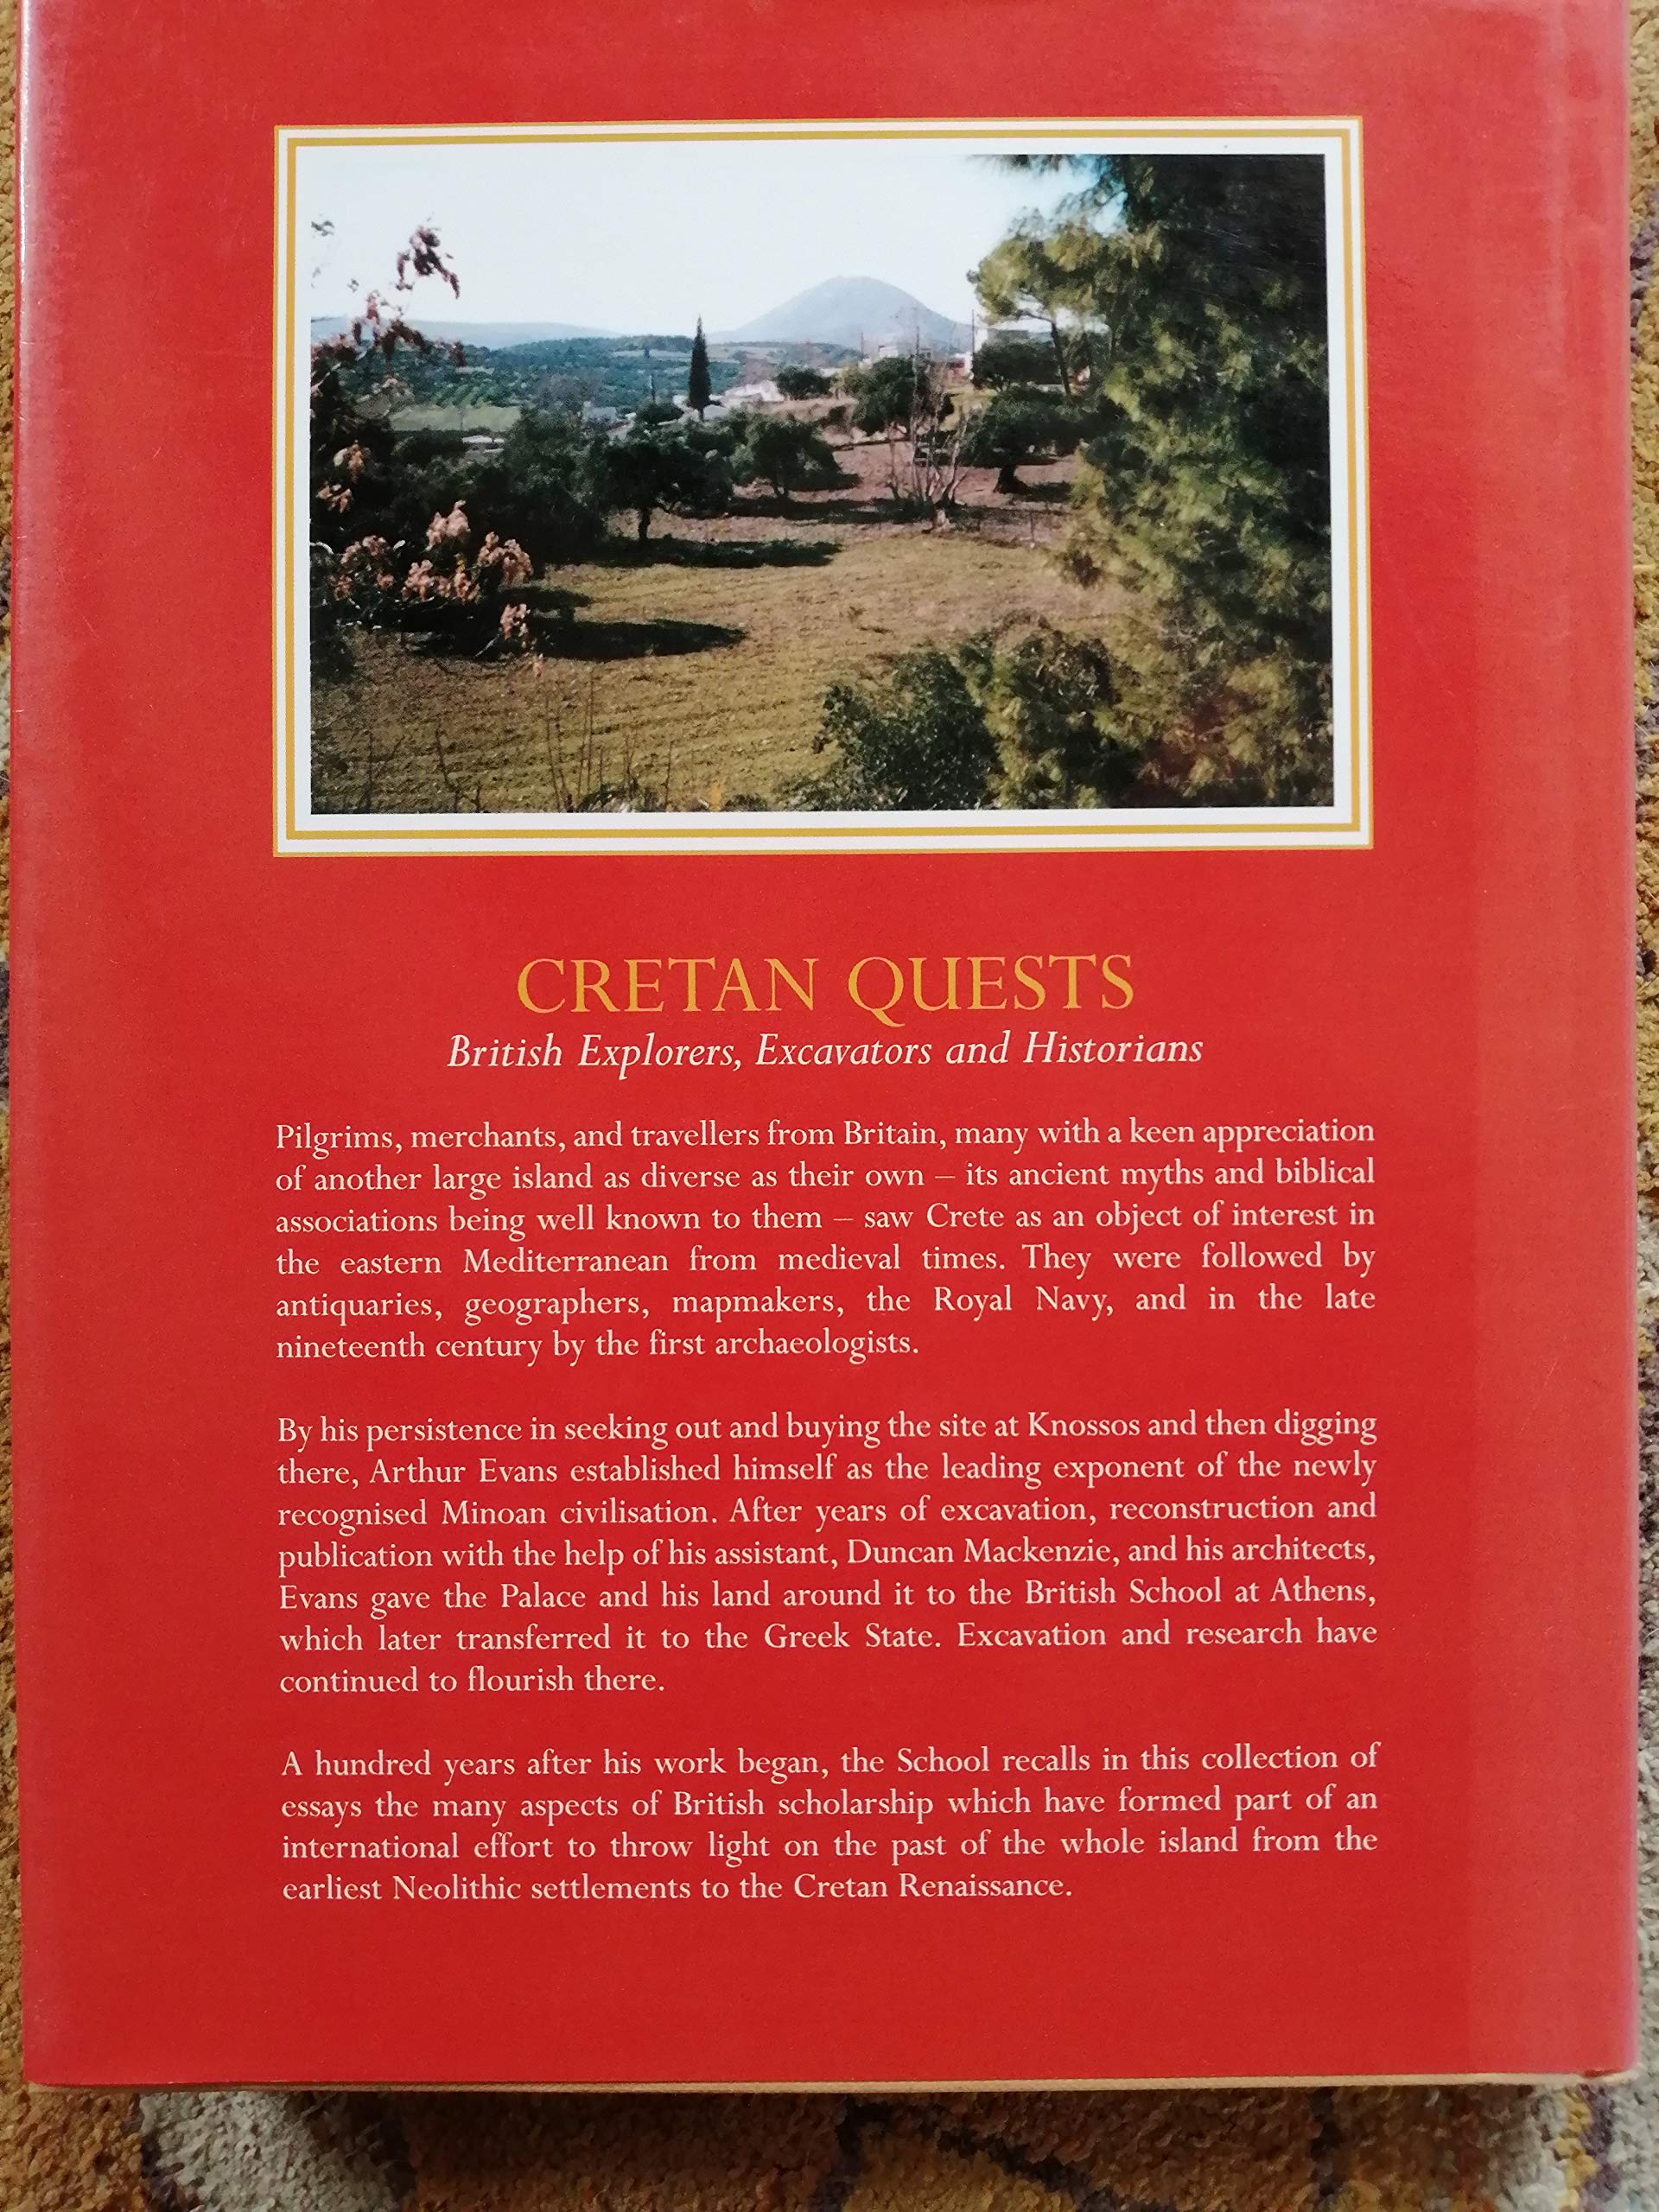 CRETAN QUESTS
British Explorers, Excavators and Historians
Pilgrims, merchants, and travellers from Britain, many with a keen appreciation
of another large island as diverse as their own – its ancient myths and biblical
associations being well known to them – saw Crete as an object of interest in
the eastern Mediterranean from medieval times. They were followed by
antiquaries, geographers, mapmakers, the Royal Navy, and in the late
nineteenth century by the first archaeologists.
By his persistence in seeking out and buying the site at Knossos and then digging
there, Arthur Evans established himself as the leading exponent of the newly
recognised Minoan civilisation. After years of excavation, reconstruction and
publication with the help of his assistant, Duncan Mackenzie, and his architects,
Evans gave the Palace and his land around it to the British School at Athens,
which later transferred it to the Greek State. Excavation and research have
continued to flourish there.
A hundred years after his work began, the School recalls in this collection of
essays the many aspects of British scholarship which have formed part of an
international effort to throw light on the past of the whole island from the
earliest Neolithic settlements to the Cretan Renaissance.